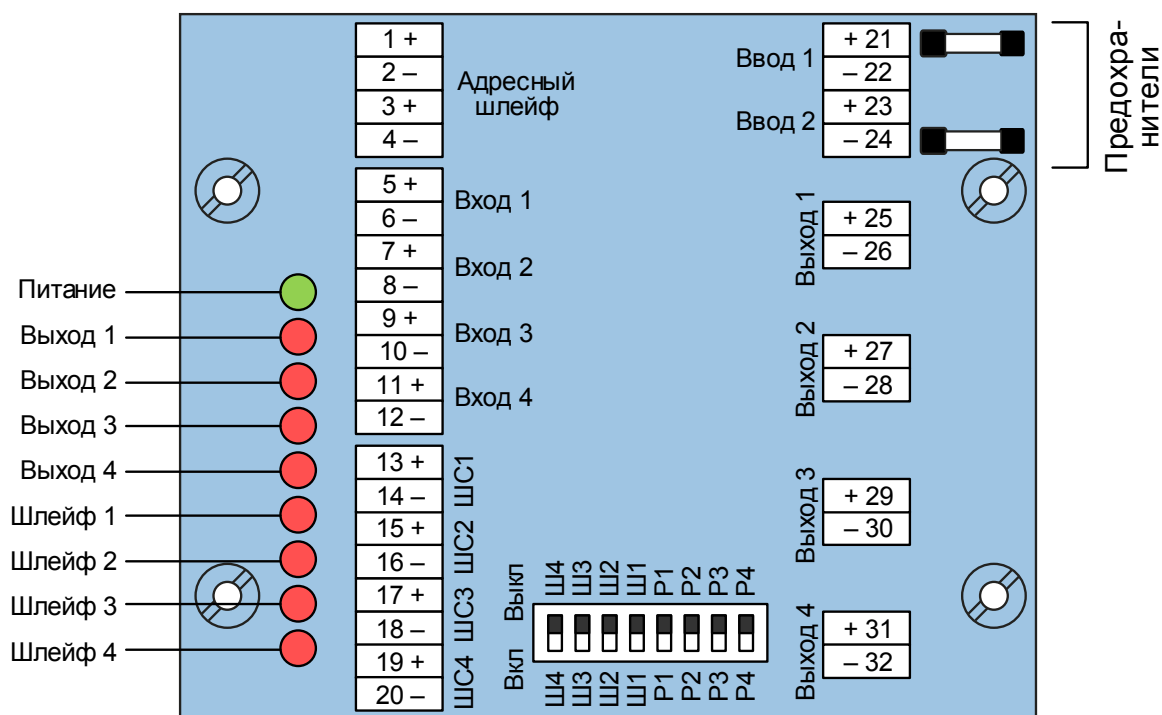 1 +
2 –
3 +
4 –
Адресный
шлейф
5 +
6 –
Вход 1
7 +
8 –
Вход 2
9 +
10 –
Вход 3
11 +
12 –
Вход 4
13 +
14 –
ШС1
15 +
16 –
ШС2
17 +
18 –
ШС3
19 +
20 –
ШС4
Питание
Выход 1
Выход 2
Выход 3
Выход 4
Шлейф 1
Шлейф 2
Шлейф 3
Шлейф 4
Ввод 1
+ 21
– 22
Ввод 2
+ 23
– 24
Предохра-
нители
Выход 1
+ 25
– 26
Выход 2
+ 27
– 28
Выход 3
+ 29
– 30
Выход 4
+ 31
– 32
Выкл
Ш4 Ш3 Ш2 Ш1 Р1 Р2 Р3 Р4
Вкл
Ш4 Ш3 Ш2 Ш1 Р1 Р2 Р3 Р4